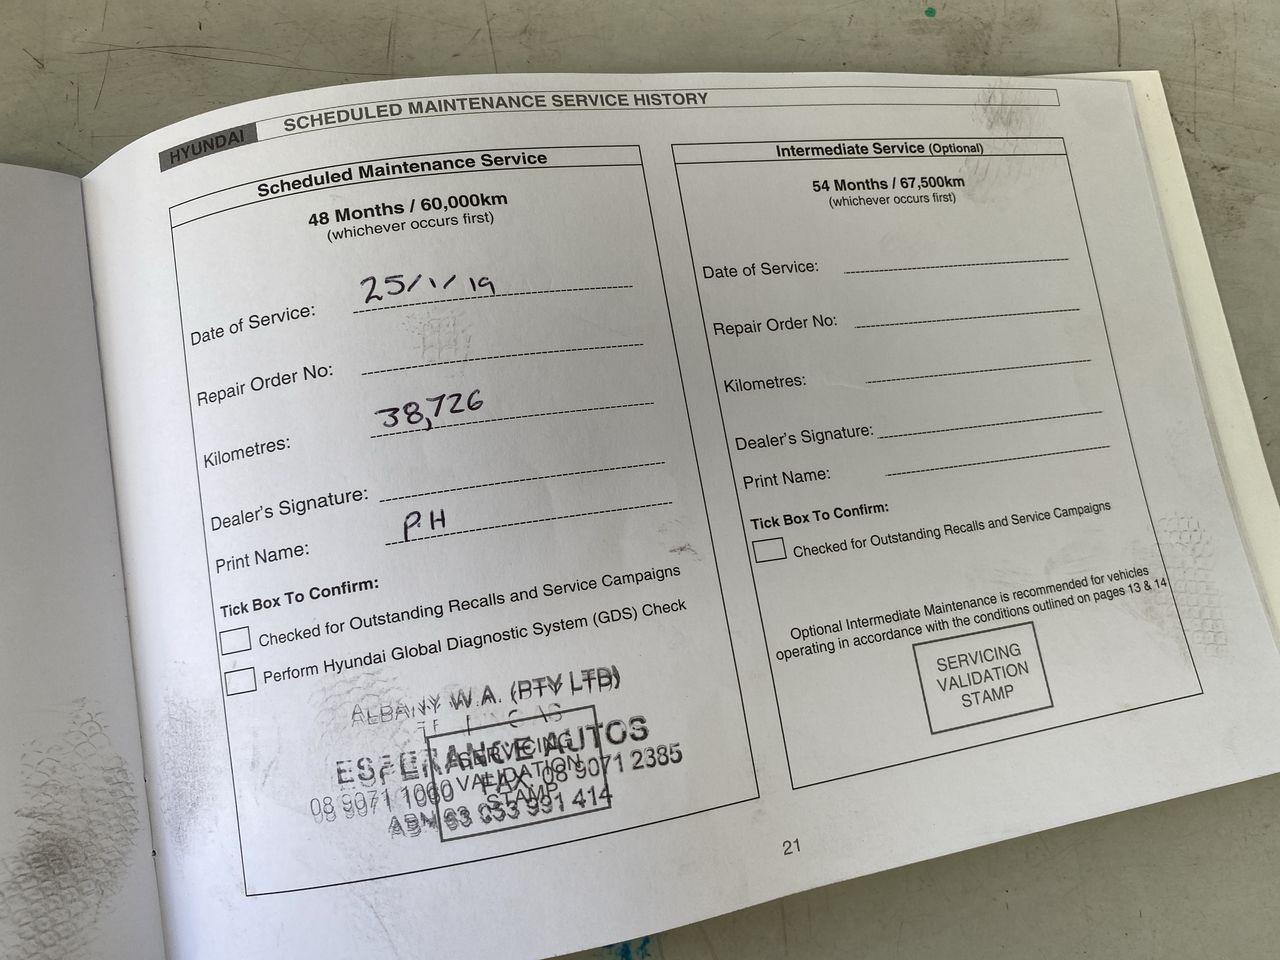 HYUNDAI
SCHEDULED MAINTENANCE SERVICE HISTORY
Scheduled Maintenance Service
48 Months / 60,000km
(whichever occurs first)
Date of Service: 25/1/19
Repair Order No:
Kilometres: 38,726
Dealer's Signature:
Print Name: P.H
Tick Box To Confirm:
Checked for Outstanding Recalls and Service Campaigns
Perform Hyundai Global Diagnostic System (GDS) Check
ALBANY W.A. (PTY LTD)
ESPERANCE AUTOS
08 9071 1000 FAX 08 9071 2385
ABN 63 053 991 414
SERVICING
VALIDATION
STAMP
Intermediate Service (Optional)
54 Months / 67,500km
(whichever occurs first)
Date of Service:
Repair Order No:
Kilometres:
Dealer's Signature:
Print Name:
Tick Box To Confirm:
Checked for Outstanding Recalls and Service Campaigns
Optional Intermediate Maintenance is recommended for vehicles
operating in accordance with the conditions outlined on pages 13 & 14
SERVICING
VALIDATION
STAMP
21